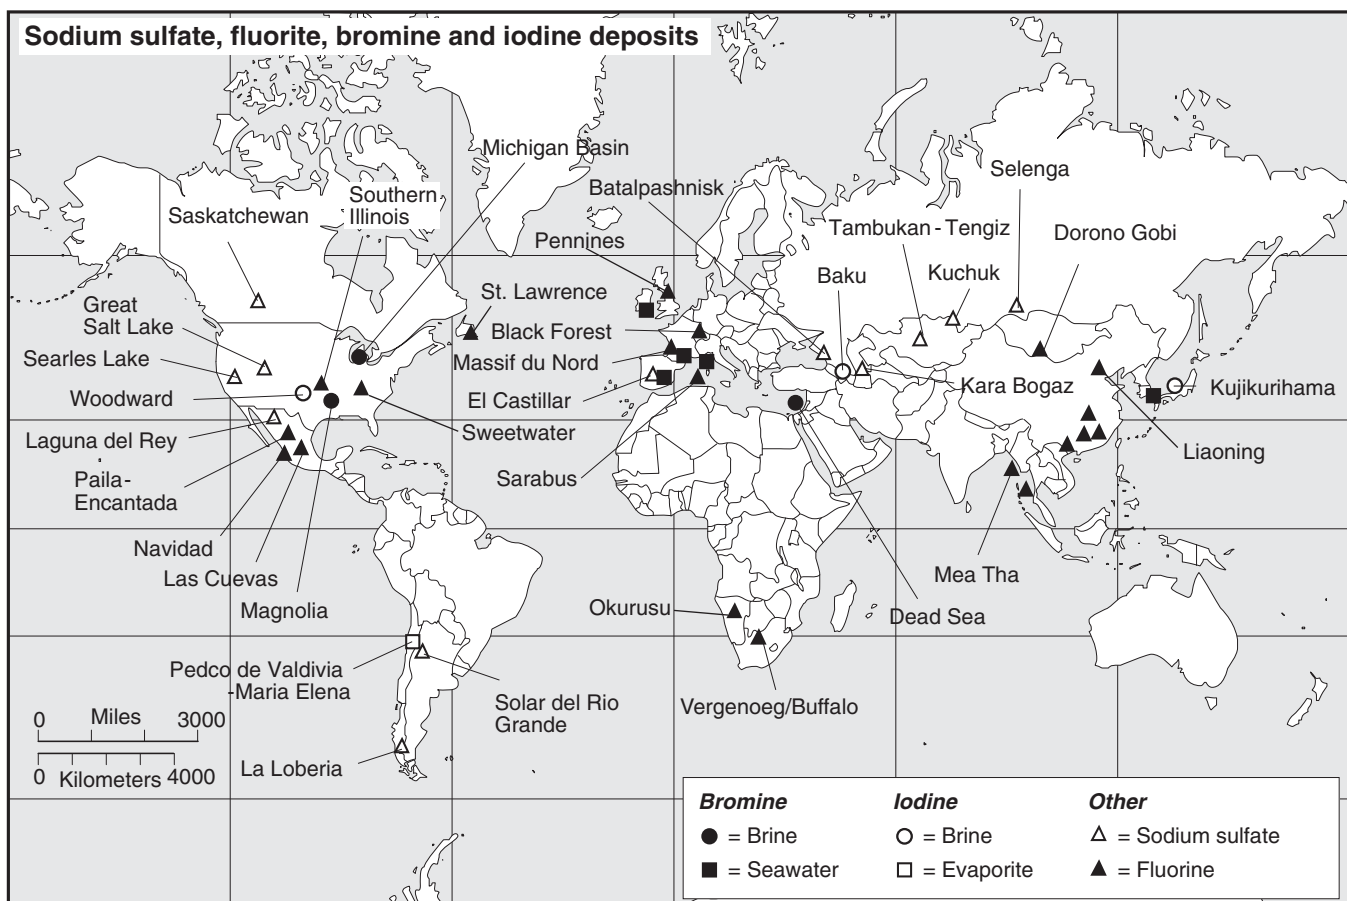 Sodium sulfate, fluorite, bromine and iodine deposits
Michigan Basin
Southern
Illinois
Saskatchewan
Batalpashnisk
Selenga
Pennines
Tambukan - Tengiz
Dorono Gobi
Baku
Kuchuk
Great
Salt Lake
St. Lawrence
Searles Lake
Black Forest
Massif du Nord
Woodward
El Castillar
Kara Bogaz
Kujikurihama
Laguna del Rey
Sweetwater
Liaoning
Paila-
Encantada
Sarabus
Navidad
Las Cuevas
Magnolia
Mea Tha
Okurusu
Dead Sea
Pedco de Valdivia
-Maria Elena
Solar del Rio
Grande
Vergenoeg/Buffalo
La Loberia
0 Miles 3000
0 Kilometers 4000
Bromine
= Brine
= Seawater
Iodine
= Brine
= Evaporite
Other
= Sodium sulfate
= Fluorine